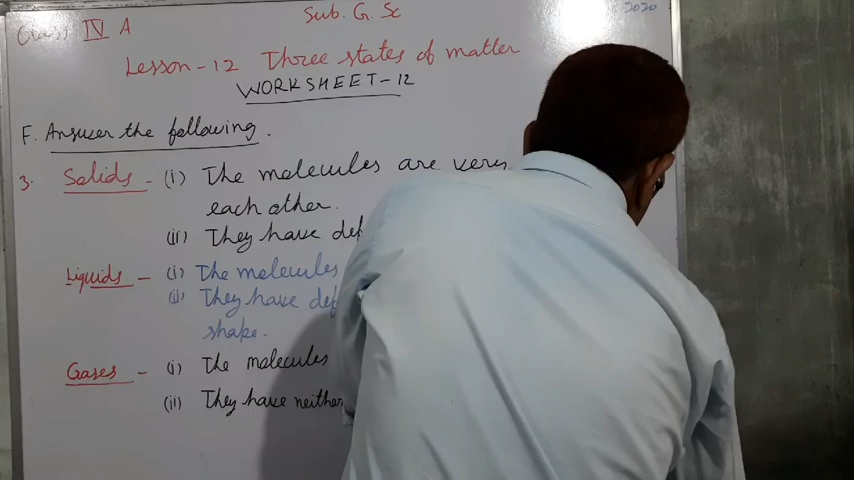 Class IV A
Sub. G. Sc
2020
Lesson-12 Three states of matter
WORKSHEET-12
F. Answer the following.
3. Solids - (i) The molecules are very
each other.
(ii) They have def
Liquids - (i) The molecules
(ii) They have def
shape.
Gases - (i) The molecules
(ii) They have neither